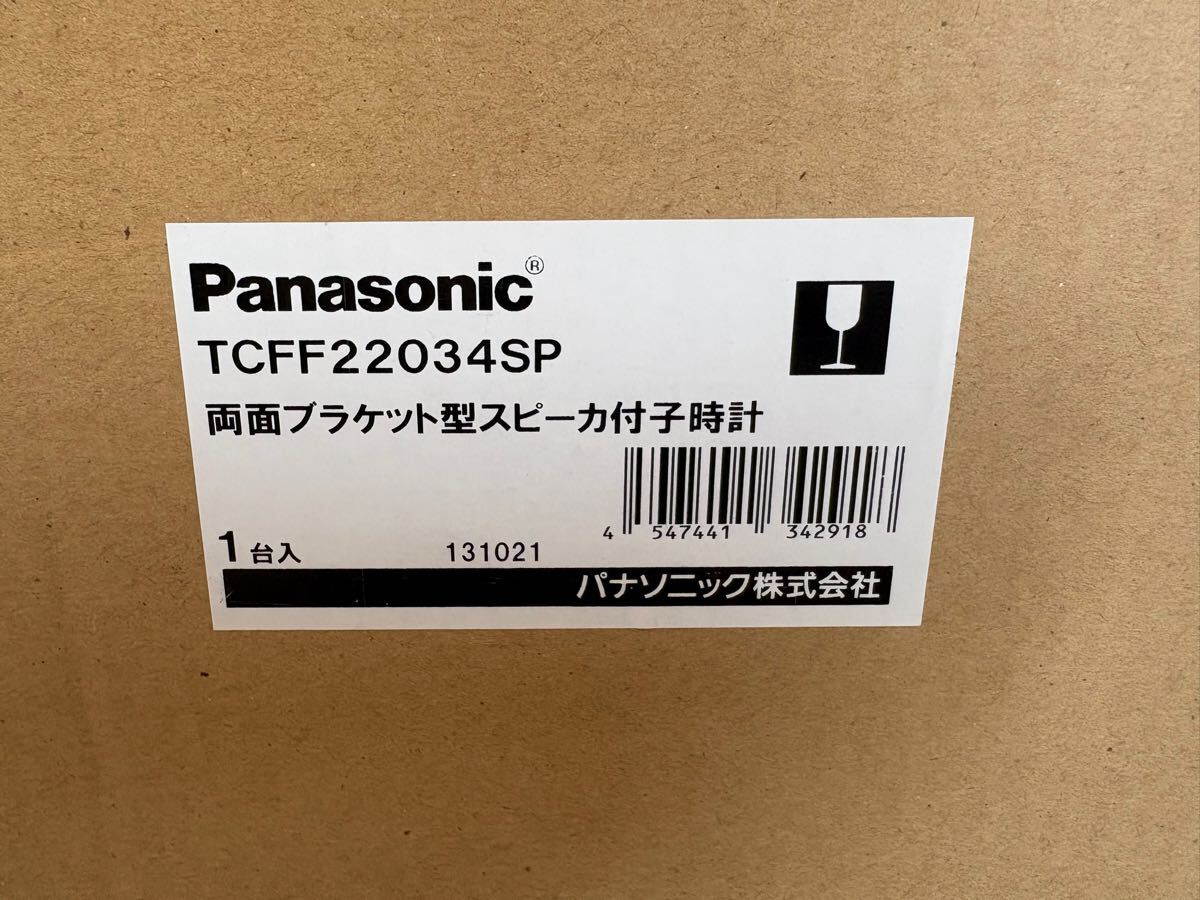 Panasonic®
TCFF22034SP
両面ブラケット型スピーカ付子時計
4 547441 342918
1台入 131021
パナソニック株式会社